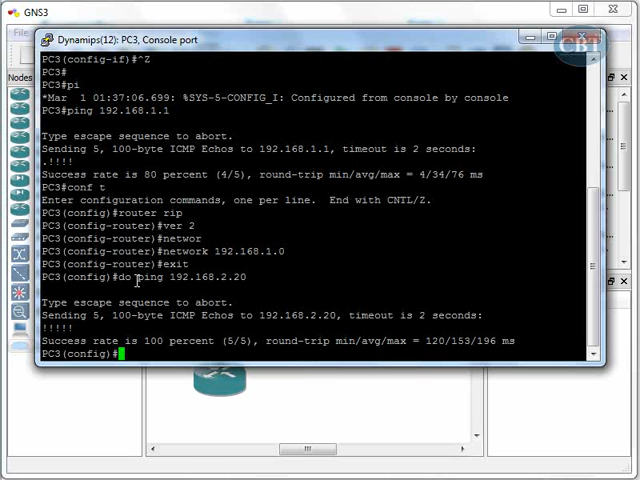 GNS3
Dynamips(12): PC3, Console port
CBT
PC3(config-if)#^Z
PC3#
PC3#pi
*Mar  1 01:37:06.699: %SYS-5-CONFIG_I: Configured from console by console
PC3#ping 192.168.1.1
Type escape sequence to abort.
Sending 5, 100-byte ICMP Echos to 192.168.1.1, timeout is 2 seconds:
.!!!!
Success rate is 80 percent (4/5), round-trip min/avg/max = 4/34/76 ms
PC3#conf t
Enter configuration commands, one per line.  End with CNTL/Z.
PC3(config)#router rip
PC3(config-router)#ver 2
PC3(config-router)#networ
PC3(config-router)#network 192.168.1.0
PC3(config-router)#exit
PC3(config)#do ping 192.168.2.20
Type escape sequence to abort.
Sending 5, 100-byte ICMP Echos to 192.168.2.20, timeout is 2 seconds:
!!!!!
Success rate is 100 percent (5/5), round-trip min/avg/max = 120/153/196 ms
PC3(config)#
Nodes